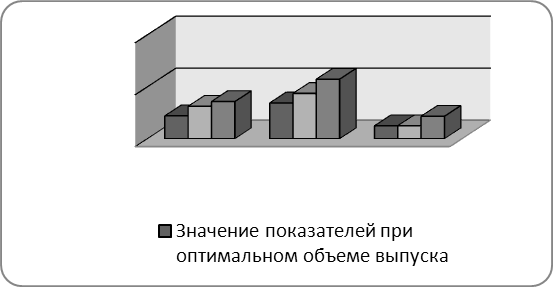 Значение показателей при
оптимальном объеме выпуска